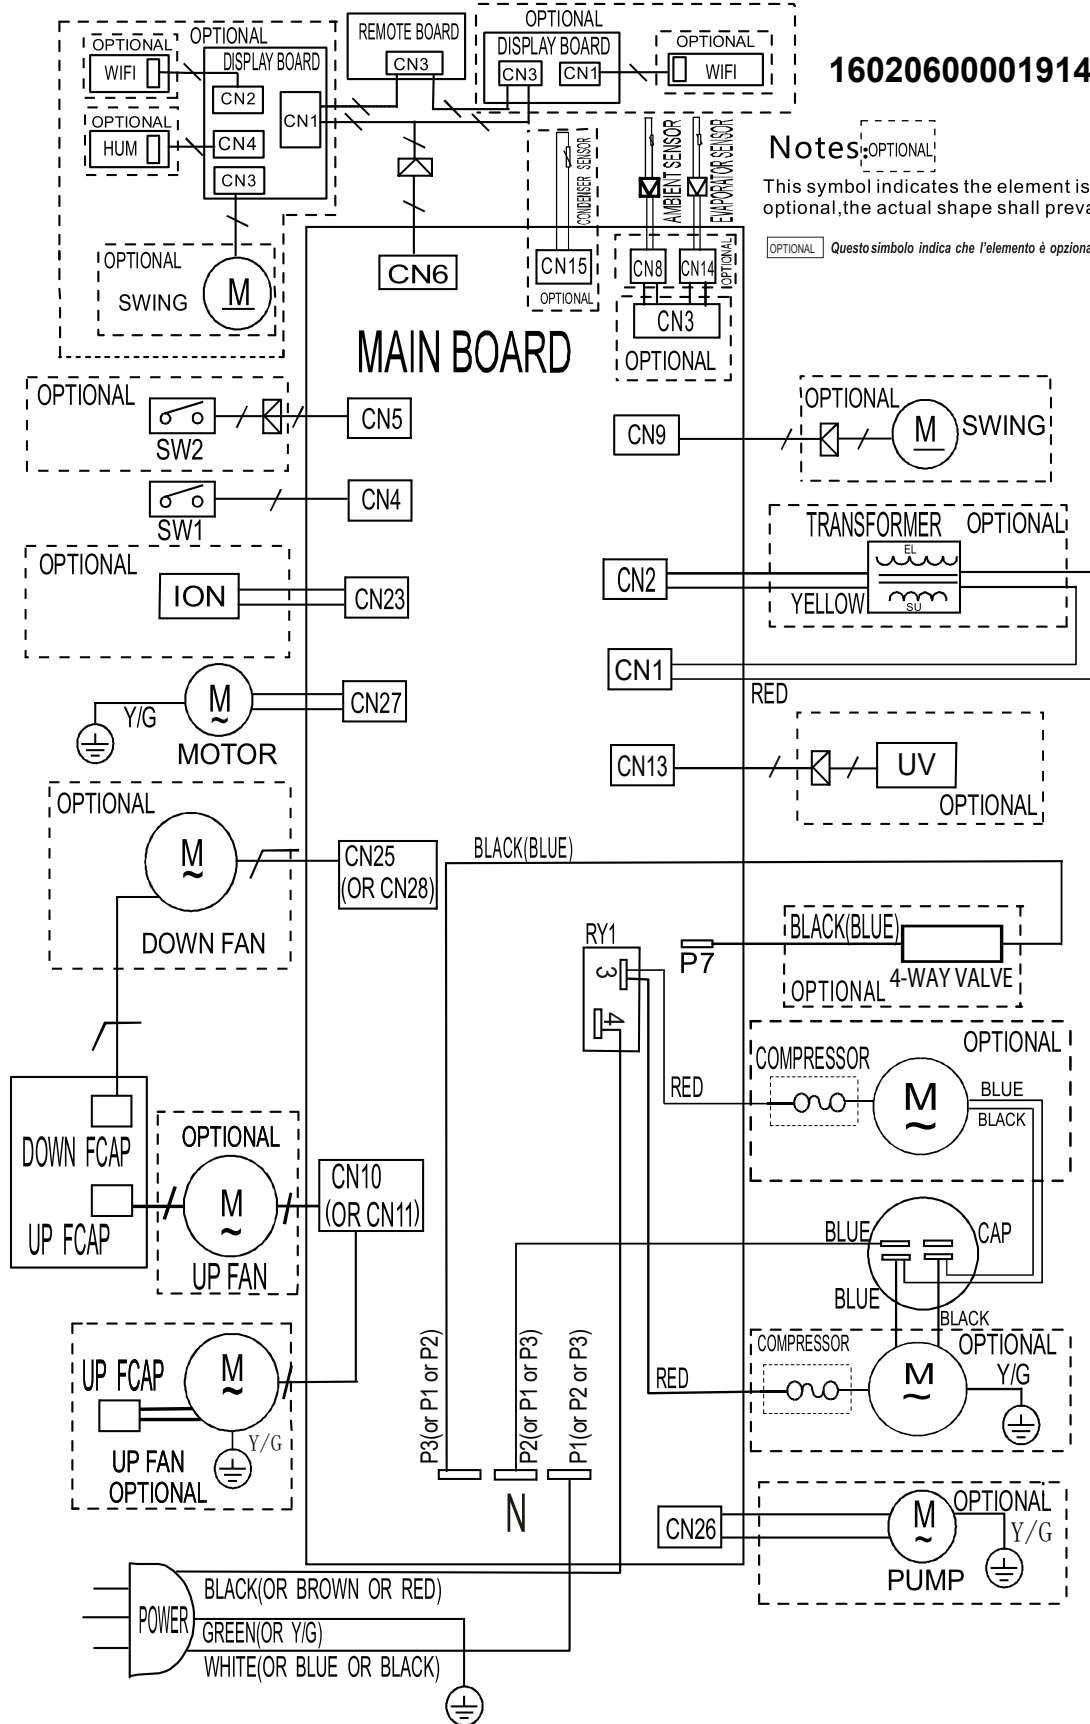 OPTIONAL
OPTIONAL
WIFI
OPTIONAL
HUM
DISPLAY BOARD
CN2
CN4
CN3
CN1
REMOTE BOARD
CN3
OPTIONAL
DISPLAY BOARD
CN3
CN1
OPTIONAL
WIFI
16020600001914
Notes:
OPTIONAL
This symbol indicates the element is
optional,the actual shape shall
OPTIONAL
Questo simbolo indica che l'elemento è
OPTIONAL
SWING
M
CN6
CONDENSER SENSOR
CN15
OPTIONAL
AMBIENT SENSOR
EVAPORATOR SENSOR
CN8
CN14
OPTIONAL
CN3
OPTIONAL
MAIN BOARD
OPTIONAL
SW2
CN5
SW1
CN4
OPTIONAL
ION
CN23
M
~
Y/G
MOTOR
CN27
CN9
OPTIONAL
M
SWING
TRANSFORMER
OPTIONAL
EL
SU
YELLOW
CN2
CN1
RED
CN13
UV
OPTIONAL
OPTIONAL
M
~
DOWN FAN
CN25
(OR CN28)
BLACK(BLUE)
RY1
3
4
P7
BLACK(BLUE)
4-WAY VALVE
OPTIONAL
OPTIONAL
COMPRESSOR
RED
M
~
BLUE
BLACK
DOWN FCAP
UP FCAP
OPTIONAL
M
~
UP FAN
CN10
(OR CN11)
BLUE
CAP
BLUE
BLACK
UP FCAP
M
~
Y/G
UP FAN
OPTIONAL
P3(or P1 or P2)
P2(or P1 or P3)
P1(or P2 or P3)
N
RED
COMPRESSOR
OPTIONAL
M
~
Y/G
CN26
OPTIONAL
M
~
Y/G
PUMP
POWER
BLACK(OR BROWN OR RED)
GREEN(OR Y/G)
WHITE(OR BLUE OR BLACK)